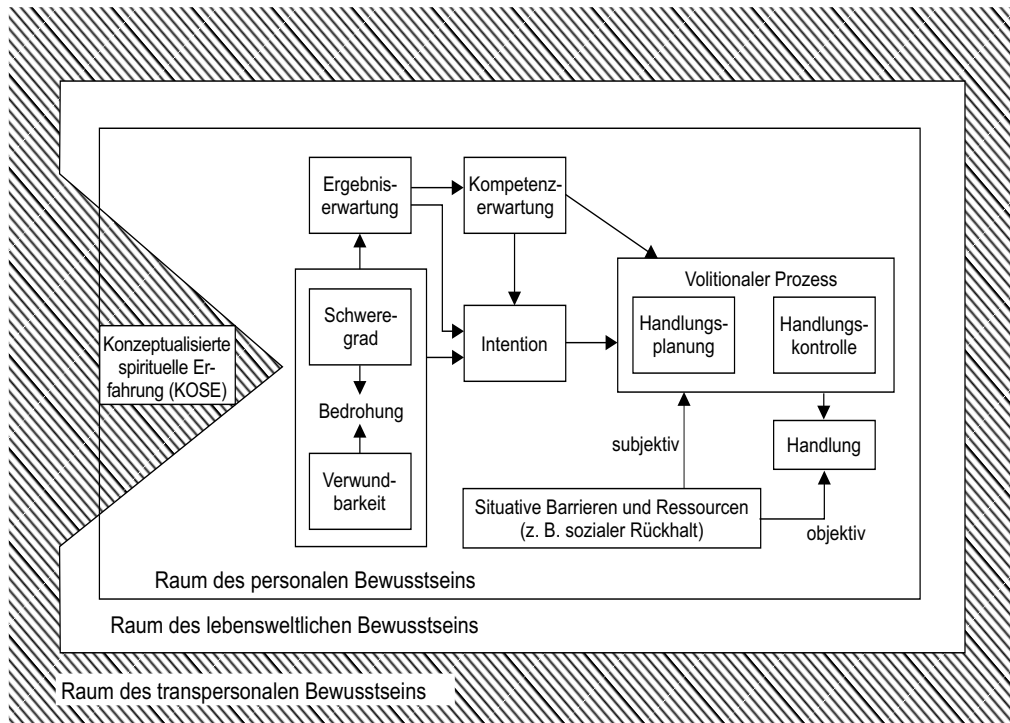 Ergebnis-
erwartung
Kompetenz-
erwartung
Volitionaler Prozess
Schwere-
grad
Handlungs-
planung
Handlungs-
kontrolle
Konzeptualisierte
spirituelle Er-
fahrung (KOSE)
Intention
Bedrohung
subjektiv
Handlung
Verwund-
barkeit
Situative Barrieren und Ressourcen
(z. B. sozialer Rückhalt)
objektiv
Raum des personalen Bewusstseins
Raum des lebensweltlichen Bewusstseins
Raum des transpersonalen Bewusstseins